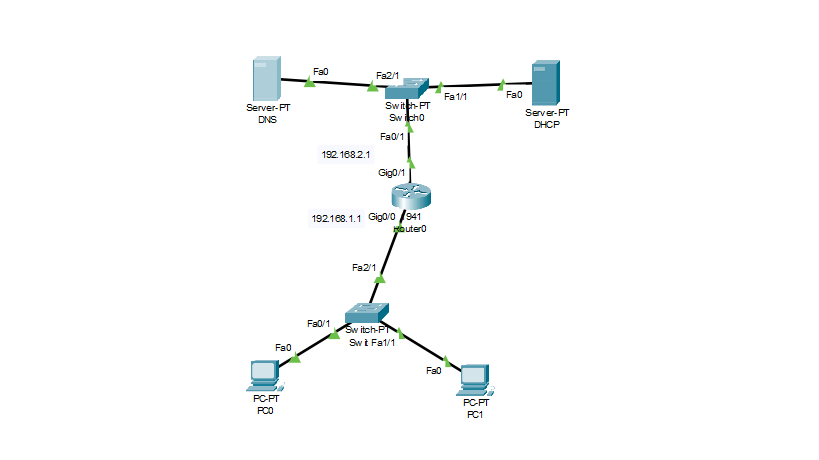 Fa0
Fa2/1
Server-PT
DNS
Switch-PT
Switch0
Fa1/1
Fa0
Server-PT
DHCP
Fa0/1
192.168.2.1
Gig0/1
192.168.1.1
Gig0/0
941
Router0
Fa2/1
Fa0/1
Switch-PT
Swit Fa1/1
Fa0
PC-PT
PC0
Fa0
PC-PT
PC1